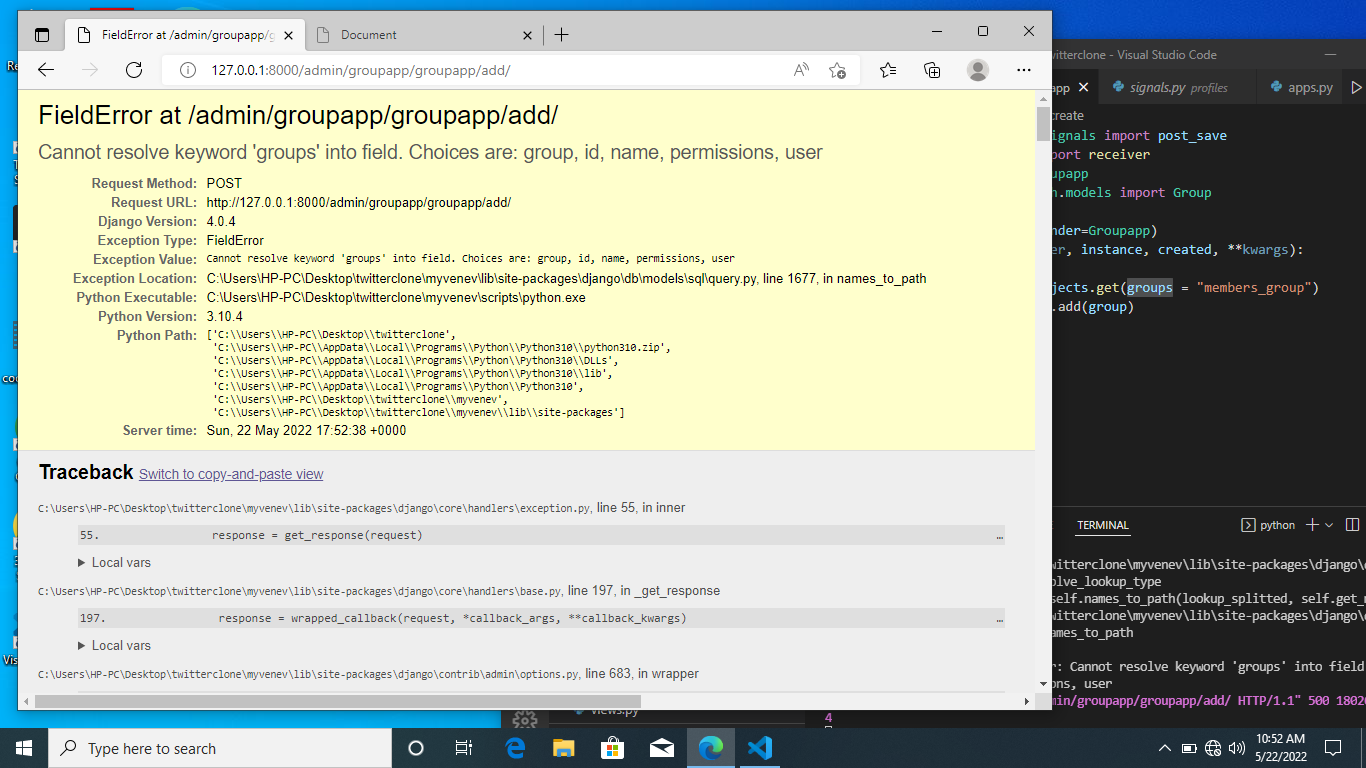 FieldError at /admin/groupapp/g
Document
127.0.0.1:8000/admin/groupapp/groupapp/add/
FieldError at /admin/groupapp/groupapp/add/
Cannot resolve keyword 'groups' into field. Choices are: group, id, name, permissions, user
Request Method: POST
Request URL: http://127.0.0.1:8000/admin/groupapp/groupapp/add/
Django Version: 4.0.4
Exception Type: FieldError
Exception Value: Cannot resolve keyword 'groups' into field. Choices are: group, id, name, permissions, user
Exception Location: C:\Users\HP-PC\Desktop\twitterclone\myvenev\lib\site-packages\django\db\models\sql\query.py, line 1677, in names_to_path
Python Executable: C:\Users\HP-PC\Desktop\twitterclone\myvenev\scripts\python.exe
Python Version: 3.10.4
Python Path: ['C:\\Users\\HP-PC\\Desktop\\twitterclone',
'C:\\Users\\HP-PC\\AppData\\Local\\Programs\\Python\\Python310\\python310.zip',
'C:\\Users\\HP-PC\\AppData\\Local\\Programs\\Python\\Python310\\DLLs',
'C:\\Users\\HP-PC\\AppData\\Local\\Programs\\Python\\Python310\\lib',
'C:\\Users\\HP-PC\\AppData\\Local\\Programs\\Python\\Python310',
'C:\\Users\\HP-PC\\Desktop\\twitterclone\\myvenev',
'C:\\Users\\HP-PC\\Desktop\\twitterclone\\myvenev\\lib\\site-packages']
Server time: Sun, 22 May 2022 17:52:38 +0000
Traceback Switch to copy-and-paste view
C:\Users\HP-PC\Desktop\twitterclone\myvenev\lib\site-packages\django\core\handlers\exception.py, line 55, in inner
55. response = get_response(request) …
Local vars
C:\Users\HP-PC\Desktop\twitterclone\myvenev\lib\site-packages\django\core\handlers\base.py, line 197, in _get_response
197. response = wrapped_callback(request, *callback_args, **callback_kwargs) …
Local vars
C:\Users\HP-PC\Desktop\twitterclone\myvenev\lib\site-packages\django\contrib\admin\options.py, line 683, in wrapper
witterclone - Visual Studio Code
app signals.py profiles apps.py
create
ignals import post_save
port receiver
upapp
h.models import Group
nder=Groupapp)
er, instance, created, **kwargs):
jects.get(groups = "members_group")
.add(group)
TERMINAL
python
witterclone\myvenev\lib\site-packages\django\
olve_lookup_type
self.names_to_path(lookup_splitted, self.get_
witterclone\myvenev\lib\site-packages\django\
ames_to_path
r: Cannot resolve keyword 'groups' into field
ons, user
min/groupapp/groupapp/add/ HTTP/1.1" 500 1802
views.py
4
Type here to search
10:52 AM
5/22/2022